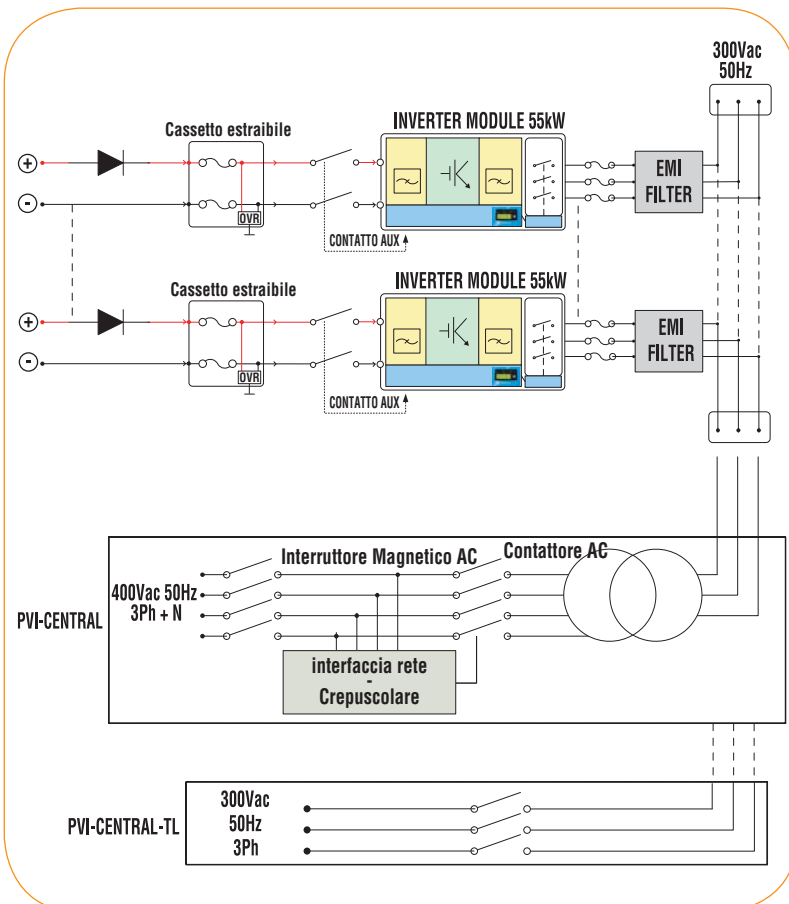 300Vac
50Hz
Cassetto estraibile
INVERTER MODULE 55kW
+
EMI
FILTER
-
OVR
CONTATTO AUX
Cassetto estraibile
INVERTER MODULE 55kW
+
EMI
FILTER
-
OVR
CONTATTO AUX
Interruttore Magnetico AC
Contattore AC
400Vac 50Hz
3Ph + N
PVI-CENTRAL
interfaccia rete
-
Crepuscolare
300Vac
50Hz
3Ph
PVI-CENTRAL-TL